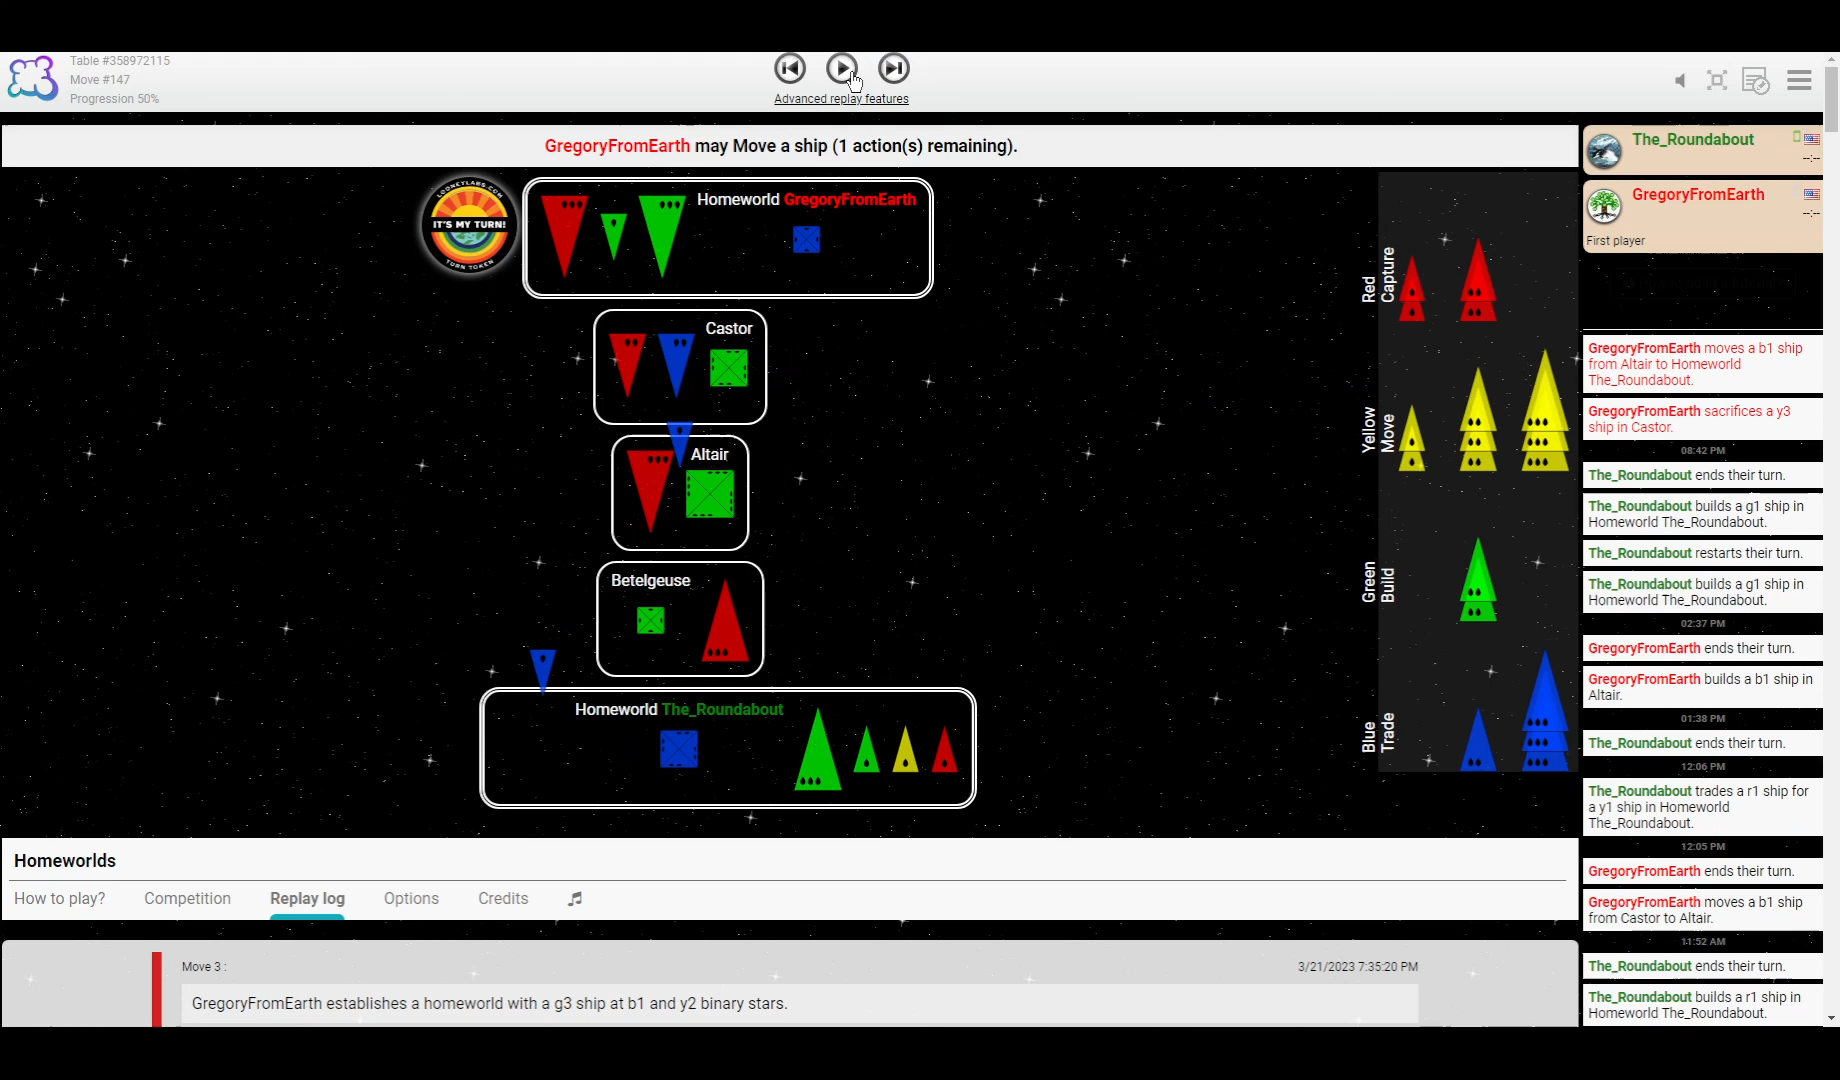 Table #358972115
Move #147
Progression 50%
Advanced replay features
GregoryFromEarth may Move a ship (1 action(s) remaining).
LOONEYLABS.COM
IT'S MY TURN!
TURN TOKEN
Homeworld GregoryFromEarth
Castor
Altair
Betelgeuse
Homeworld The_Roundabout
Red
Capture
Yellow
Move
Green
Build
Blue
Trade
The_Roundabout
--:--
GregoryFromEarth
--:--
First player
GregoryFromEarth moves a b1 ship
from Altair to Homeworld
The_Roundabout.
GregoryFromEarth sacrifices a y3
ship in Castor.
08:42 PM
The_Roundabout ends their turn.
The_Roundabout builds a g1 ship in
Homeworld The_Roundabout.
The_Roundabout restarts their turn.
The_Roundabout builds a g1 ship in
Homeworld The_Roundabout.
02:37 PM
GregoryFromEarth ends their turn.
GregoryFromEarth builds a b1 ship in
Altair.
01:38 PM
The_Roundabout ends their turn.
12:06 PM
The_Roundabout trades a r1 ship for
a y1 ship in Homeworld
The_Roundabout.
12:05 PM
GregoryFromEarth ends their turn.
GregoryFromEarth moves a b1 ship
from Castor to Altair.
11:52 AM
The_Roundabout ends their turn.
The_Roundabout builds a r1 ship in
Homeworld The_Roundabout.
Homeworlds
How to play?
Competition
Replay log
Options
Credits
Move 3 :
3/21/2023 7:35:20 PM
GregoryFromEarth establishes a homeworld with a g3 ship at b1 and y2 binary stars.